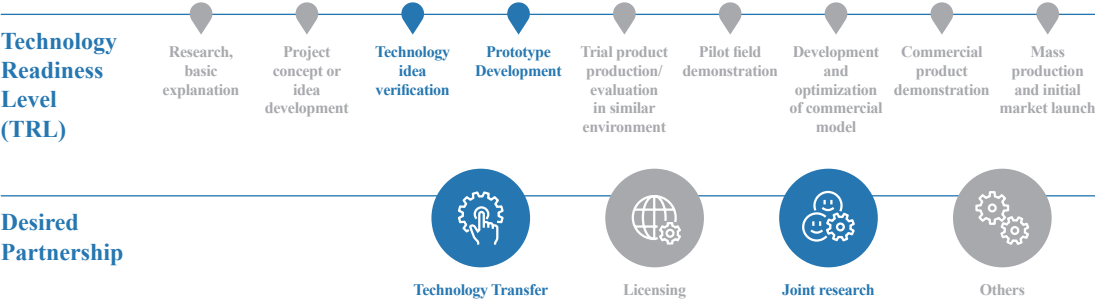 Technology
Readiness
Level
(TRL)
Research,
basic
explanation
Project
concept or
idea
development
Technology
idea
verification
Prototype
Development
Trial product
production/
evaluation
in similar
environment
Pilot field
demonstration
Development
and
optimization
of commercial
model
Commercial
product
demonstration
Mass
production
and initial
market launch
Desired
Partnership
Technology Transfer
Licensing
Joint research
Others